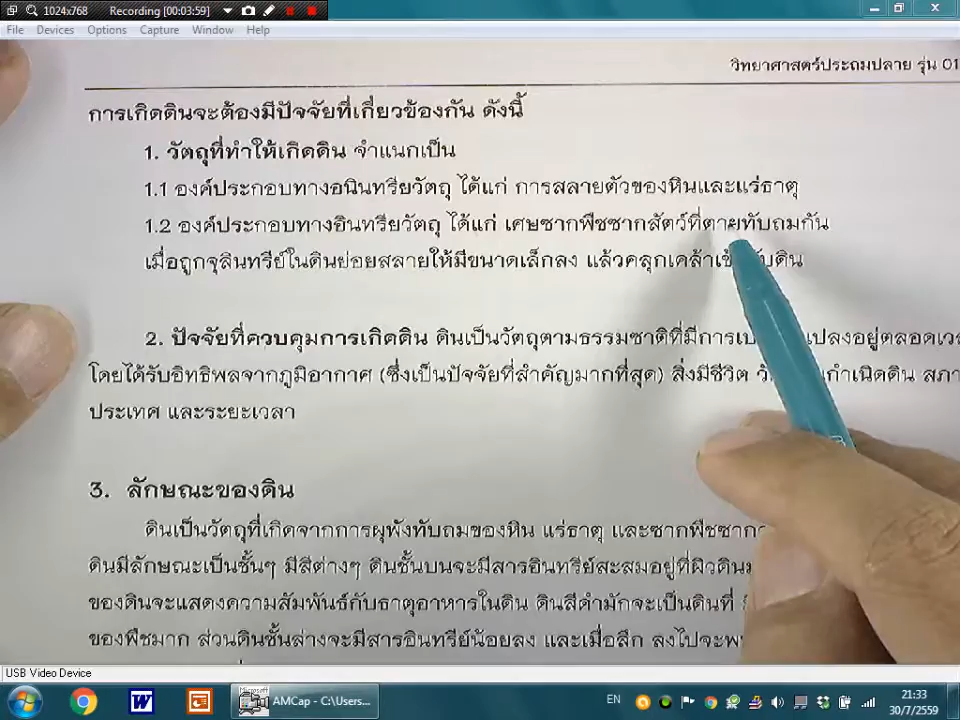 1024x768 Recording (00:03:59)
File Devices Options Capture Window Help
วิทยาศาสตร์ประถมปลาย รุ่น 01
การเกิดดินจะต้องมีปัจจัยที่เกี่ยวข้องกัน ดังนี้
1. วัตถุที่ทำให้เกิดดิน จำแนกเป็น
1.1 องค์ประกอบทางอนินทรียวัตถุ ได้แก่ การสลายตัวของหินและแร่ธาตุ
1.2 องค์ประกอบทางอินทรียวัตถุ ได้แก่ เศษซากพืชซากสัตว์ที่ตายทับถมกัน
เมื่อถูกจุลินทรีย์ในดินย่อยสลายให้มีขนาดเล็กลง แล้วคลุกเคล้า ดิน
2. ปัจจัยที่ควบคุมการเกิดดิน ดินเป็นวัตถุตามธรรมชาติที่มีการ แปลงอยู่ตลอด
โดยได้รับอิทธิพลจากภูมิอากาศ (ซึ่งเป็นปัจจัยที่สำคัญมากที่สุด) สิ่งมีชีวิต กำเนิดดิน
ประเทศ และระยะเวลา
3. ลักษณะของดิน
ดินเป็นวัตถุที่เกิดจากการผุพังทับถมของหิน แร่ธาตุ และซากพืช
ดินมีลักษณะเป็นชั้นๆ มีสีต่างๆ ดินชั้นบนจะมีสารอินทรีย์สะสมอยู่ที่ผิวดิน
ของดินจะแสดงความสัมพันธ์กับธาตุอาหารในดิน ดินสีดำมักจะเป็นดินที่
ของพืชมาก ส่วนดินชั้นล่างจะมีสารอินทรีย์น้อยลง และเมื่อลึก ลงไปจะ
USB Video Device
AMCap - C:\Users...
EN
21:33
30/7/2559